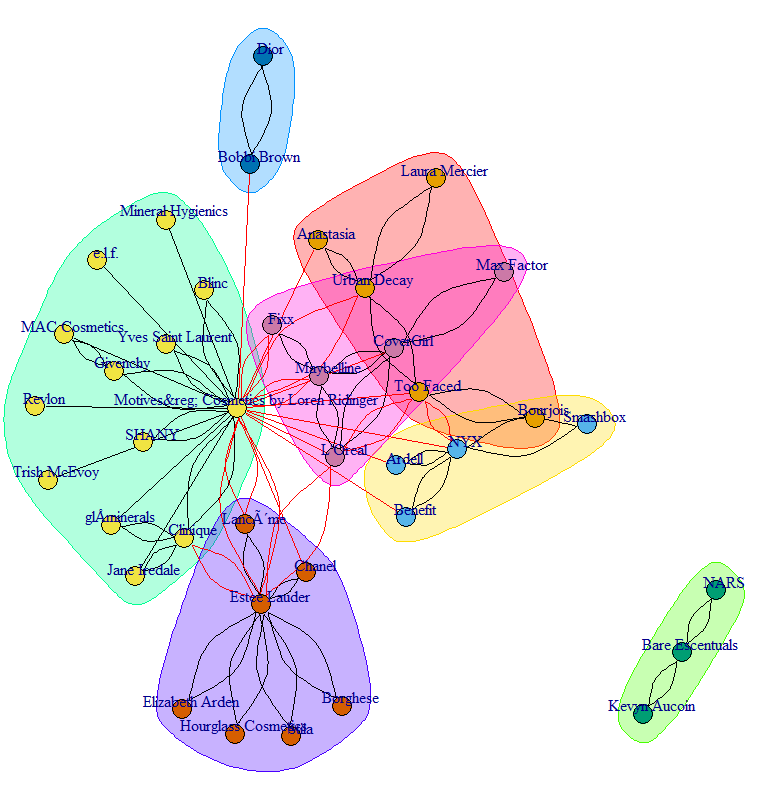 Dior
Bobbi Brown
Laura Mercier
Mineral Hygienics
Anastasia
e.l.f.
Max Factor
Blinc
Urban Decay
Fixx
MAC Cosmetics
Yves Saint Laurent
CoverGirl
Givenchy
Maybelline
Too Faced
Revlon
Motives&reg; Cosmetics by Loren Ridinger
Bourjois
Smashbox
SHANY
NYX
L'Oreal
Ardell
Trish McEvoy
glÂminerals
Benefit
LancÃ´me
Clinique
Jane Iredale
Chanel
NARS
Estee Lauder
Bare Escentuals
Elizabeth Arden
Borghese
Kevyn Aucoin
Hourglass Cosmetics
Stila